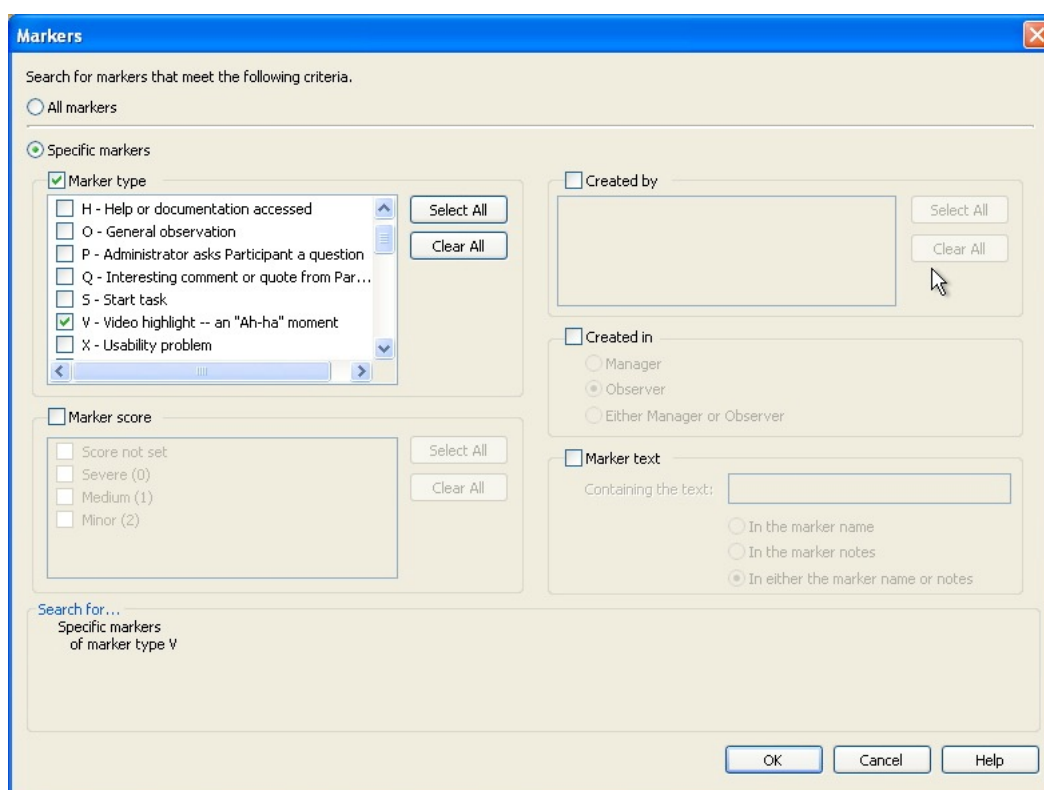 Markers
Search for markers that meet the following criteria.
All markers
Specific markers
Marker type
H - Help or documentation accessed
O - General observation
P - Administrator asks Participant a question
Q - Interesting comment or quote from Par...
S - Start task
V - Video highlight -- an "Ah-ha" moment
X - Usability problem
Select All
Clear All
Marker score
Score not set
Severe (0)
Medium (1)
Minor (2)
Select All
Clear All
Created by
Select All
Clear All
Created in
Manager
Observer
Either Manager or Observer
Marker text
Containing the text:
In the marker name
In the marker notes
In either the marker name or notes
Search for...
Specific markers
of marker type V
OK
Cancel
Help